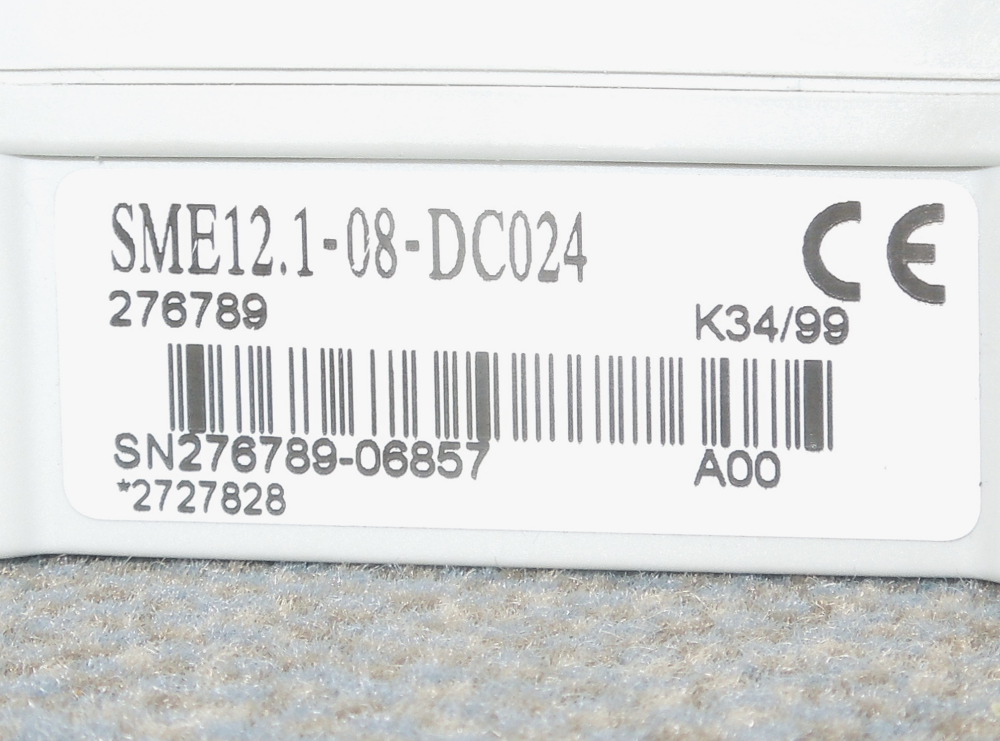 SME12.1-08-DC024
CE
276789
K34/99
SN276789-06857
A00
*2727828